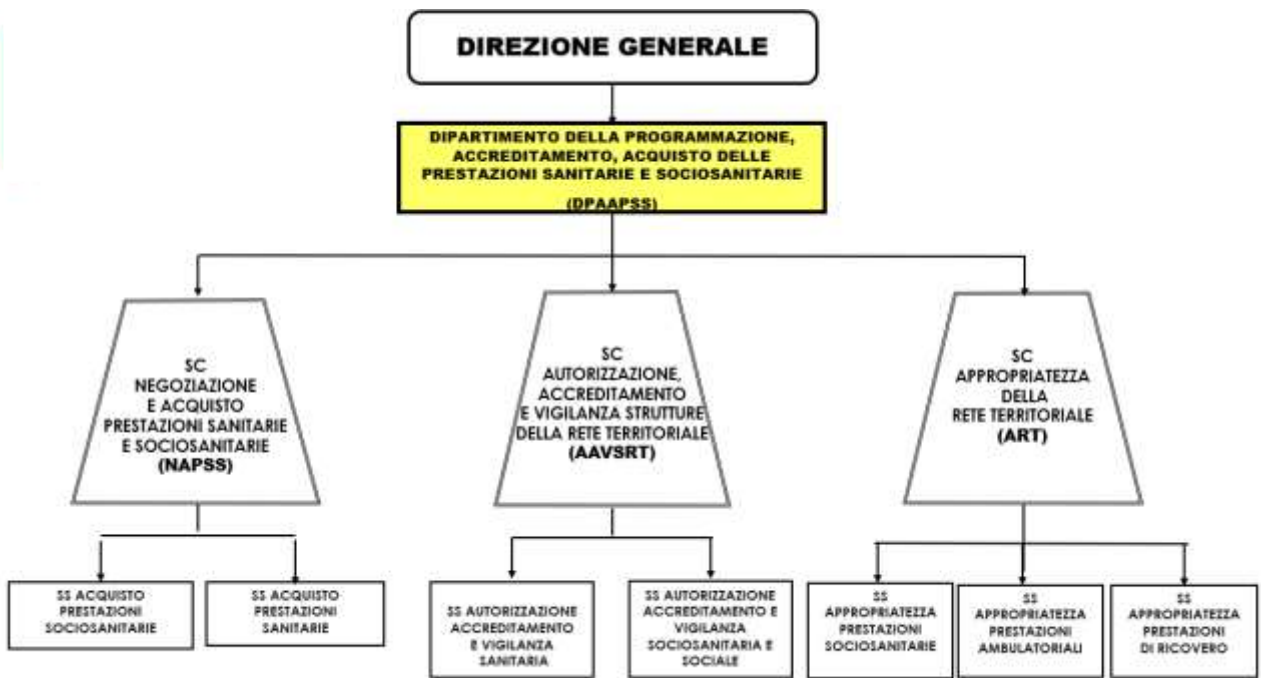 DIREZIONE GENERALE
DIPARTIMENTO DELLA PROGRAMMAZIONE,
ACCREDITAMENTO, ACQUISTO DELLE
PRESTAZIONI SANITARIE E SOCIOSANITARIE
(DPAAPSS)
SC
NEGOZIAZIONE
E ACQUISTO
PRESTAZIONI SANITARIE
E SOCIOSANITARIE
(NAPSS)
SC
AUTORIZZAZIONE,
ACCREDITAMENTO
E VIGILANZA STRUTTURE
DELLA RETE TERRITORIALE
(AAVSRT)
SC
APPROPRIATEZZA
DELLA
RETE TERRITORIALE
(ART)
SS ACQUISTO
PRESTAZIONI
SOCIOSANITARIE
SS ACQUISTO
PRESTAZIONI
SANITARIE
SS AUTORIZZAZIONE
ACCREDITAMENTO
E VIGILANZA
SANITARIA
SS AUTORIZZAZIONE
ACCREDITAMENTO E
VIGILANZA
SOCIOSANITARIA E
SOCIALE
SS
APPROPRIATEZZA
PRESTAZIONI
SOCIOSANITARIE
SS
APPROPRIATEZZA
PRESTAZIONI
AMBULATORIALI
SS
APPROPRIATEZZA
PRESTAZIONI
DI RICOVERO